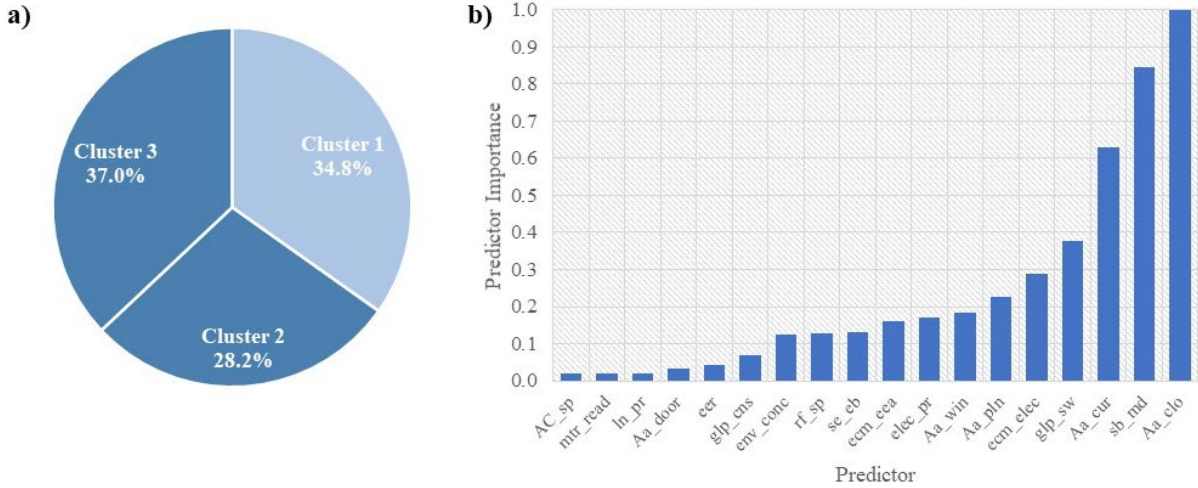 a)
Cluster 1
34.8%
Cluster 2
28.2%
Cluster 3
37.0%
b)
Predictor Importance
1.0
0.9
0.8
0.7
0.6
0.5
0.4
0.3
0.2
0.1
0.0
AC_sp
mtr_read
ln_pr
Aa_door
eer
glp_cns
env_conc
rf_sp
se_eb
ecm_eea
elec_pr
Aa_win
Aa_pln
ecm_elec
glp_sw
Aa_cur
sb_md
Aa_clo
Predictor